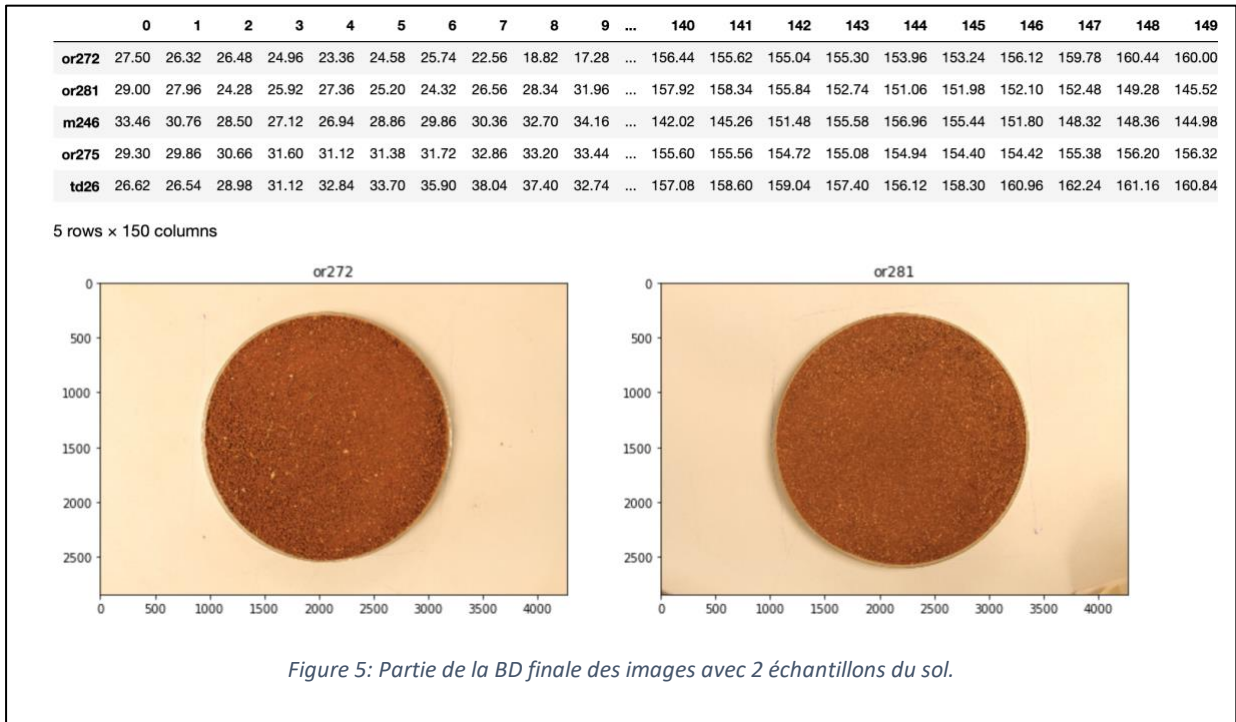 0 1 2 3 4 5 6 7 8 9 ... 140 141 142 143 144 145 146 147 148 149
or272 27.50 26.32 26.48 24.96 23.36 24.58 25.74 22.56 18.82 17.28 ... 156.44 155.62 155.04 155.30 153.96 153.24 156.12 159.78 160.44 160.00
or281 29.00 27.96 24.28 25.92 27.36 25.20 24.32 26.56 28.34 31.96 ... 157.92 158.34 155.84 152.74 151.06 151.98 152.10 152.48 149.28 145.52
m246 33.46 30.76 28.50 27.12 26.94 28.86 29.86 30.36 32.70 34.16 ... 142.02 145.26 151.48 155.58 156.96 155.44 151.80 148.32 148.36 144.98
or275 29.30 29.86 30.66 31.60 31.12 31.38 31.72 32.86 33.20 33.44 ... 155.60 155.56 154.72 155.08 154.94 154.40 154.42 155.38 156.20 156.32
td26 26.62 26.54 28.98 31.12 32.84 33.70 35.90 38.04 37.40 32.74 ... 157.08 158.60 159.04 157.40 156.12 158.30 160.96 162.24 161.16 160.84
5 rows × 150 columns
or272
0
500
1000
1500
2000
2500
0 500 1000 1500 2000 2500 3000 3500 4000
or281
0
500
1000
1500
2000
2500
0 500 1000 1500 2000 2500 3000 3500 4000
Figure 5: Partie de la BD finale des images avec 2 échantillons du sol.